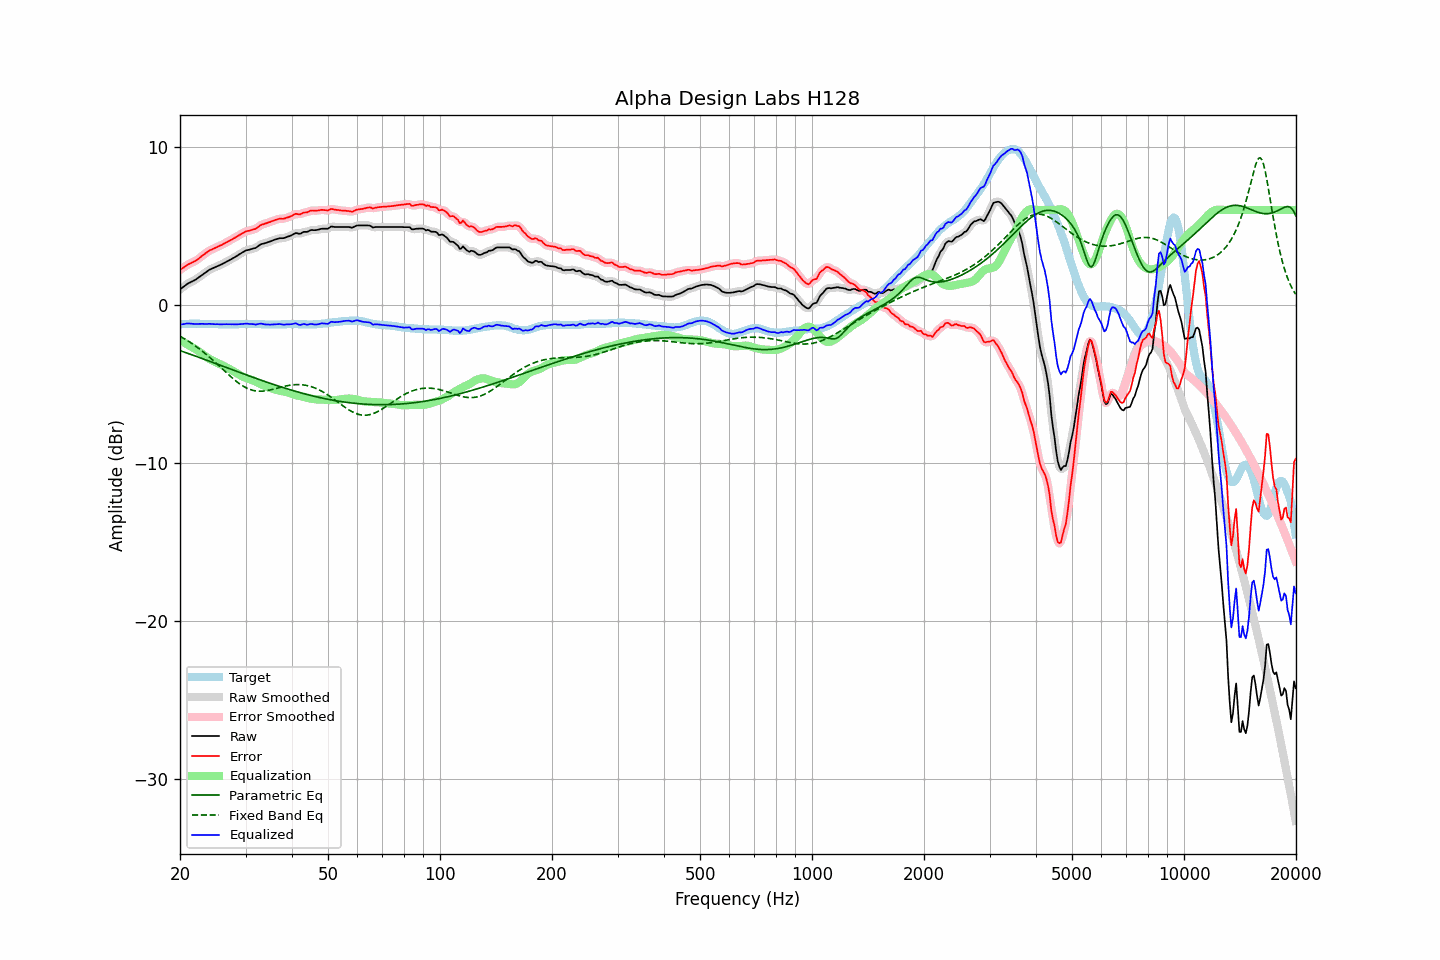 Alpha Design Labs H128
Amplitude (dBr)
10
0
−10
−20
−30
Target
Raw Smoothed
Error Smoothed
Raw
Error
Equalization
Parametric Eq
Fixed Band Eq
Equalized
20 50 100 200 500 1000 2000 5000 10000 20000
Frequency (Hz)